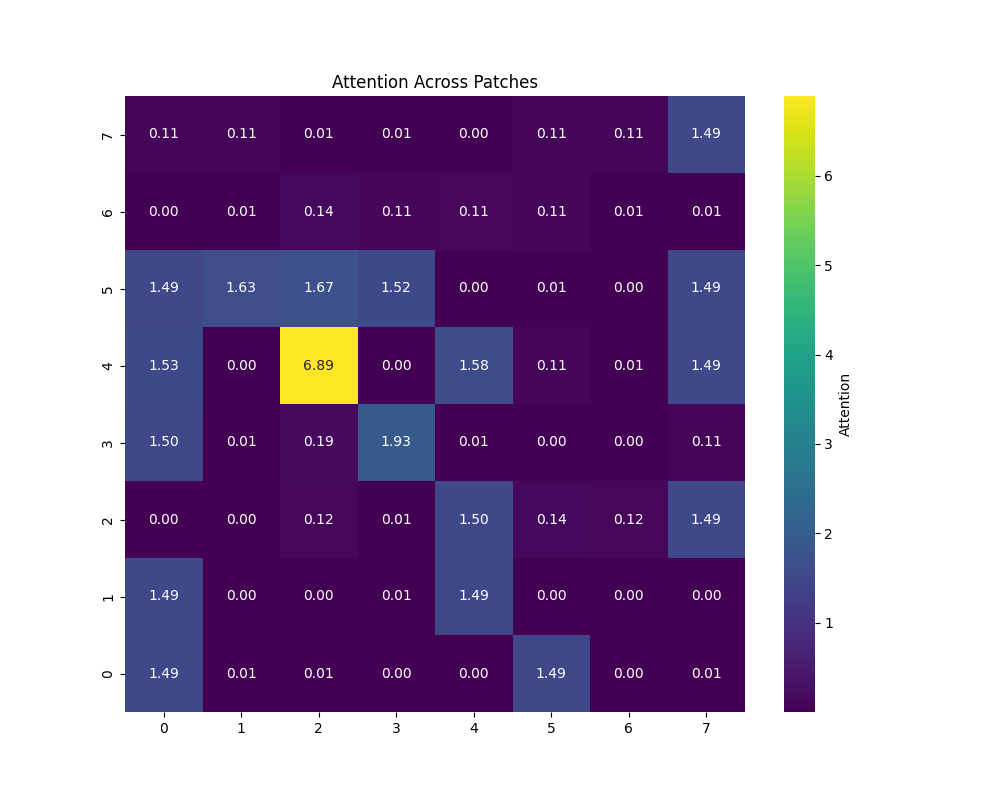 Attention Across Patches
7 0.11 0.11 0.01 0.01 0.00 0.11 0.11 1.49
6 0.00 0.01 0.14 0.11 0.11 0.11 0.01 0.01
5 1.49 1.63 1.67 1.52 0.00 0.01 0.00 1.49
4 1.53 0.00 6.89 0.00 1.58 0.11 0.01 1.49
3 1.50 0.01 0.19 1.93 0.01 0.00 0.00 0.11
2 0.00 0.00 0.12 0.01 1.50 0.14 0.12 1.49
1 1.49 0.00 0.00 0.01 1.49 0.00 0.00 0.00
0 1.49 0.01 0.01 0.00 0.00 1.49 0.00 0.01
0 1 2 3 4 5 6 7
6
5
4
3
2
1
Attention